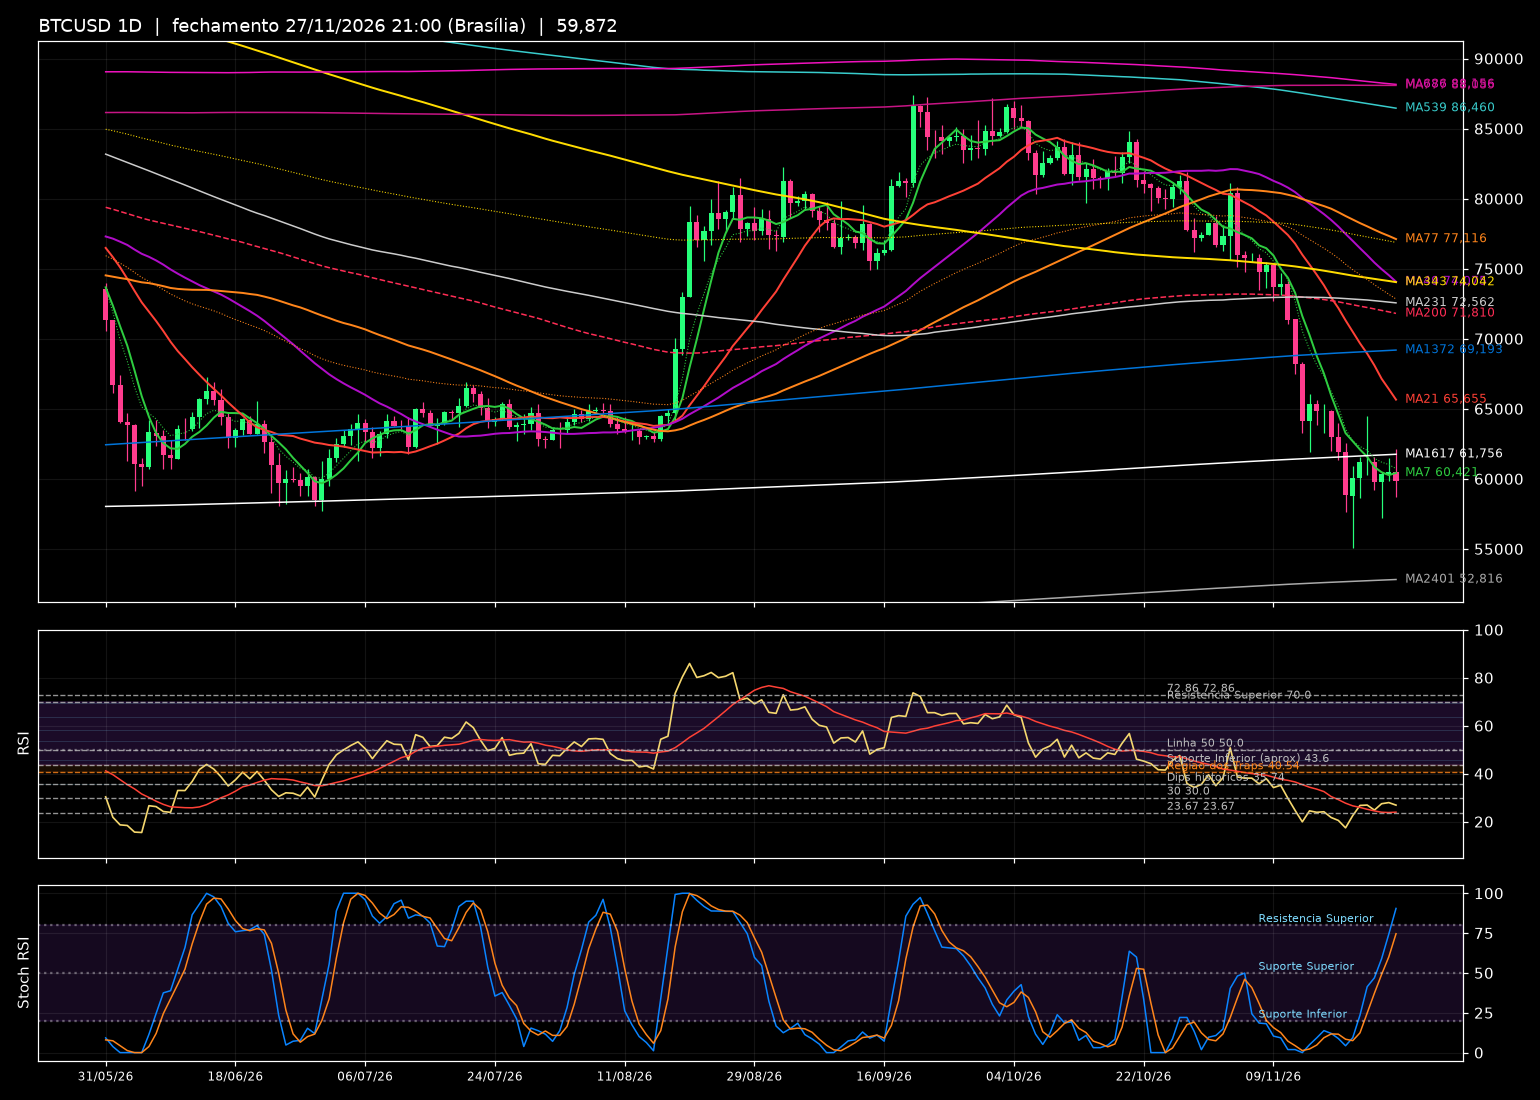 BTCUSD 1D | fechamento 27/11/2026 21:00 (Brasília) | 59,872
90000
85000
80000
75000
70000
65000
60000
55000
MA539 86,460
MA77 77,116
MA343 74,042
MA231 72,562
MA200 71,810
MA1372 69,193
MA21 65,655
MA1617 61,756
MA7 60,421
MA2401 52,816
RSI
100
80
60
40
20
72.86 72.86
Resistencia Superior 70.0
Linha 50 50.0
Suporte Inferior (aprox) 43.6
Dips historicos 35.74
30 30.0
23.67 23.67
Stoch RSI
100
75
50
25
0
Resistencia Superior
Suporte Superior
Suporte Inferior
31/05/26
18/06/26
06/07/26
24/07/26
11/08/26
29/08/26
16/09/26
04/10/26
22/10/26
09/11/26